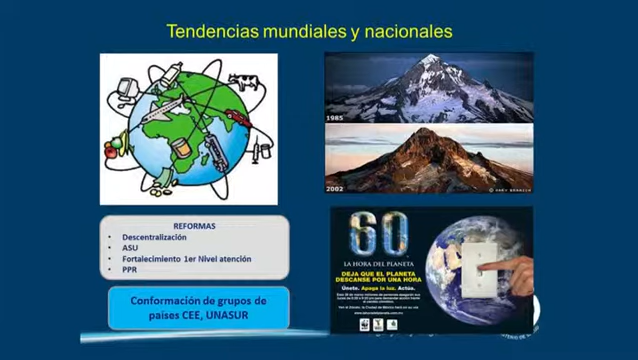 Tendencias mundiales y nacionales
1985
2002
REFORMAS
• Descentralización
• ASU
• Fortalecimiento 1er Nivel atención
• PPR
Conformación de grupos de
países CEE, UNASUR
60
LA HORA DEL PLANETA
DEJA QUE EL PLANETA
DESCANSE POR UNA HORA
Únete. Apaga la luz. Actúa.
WWF